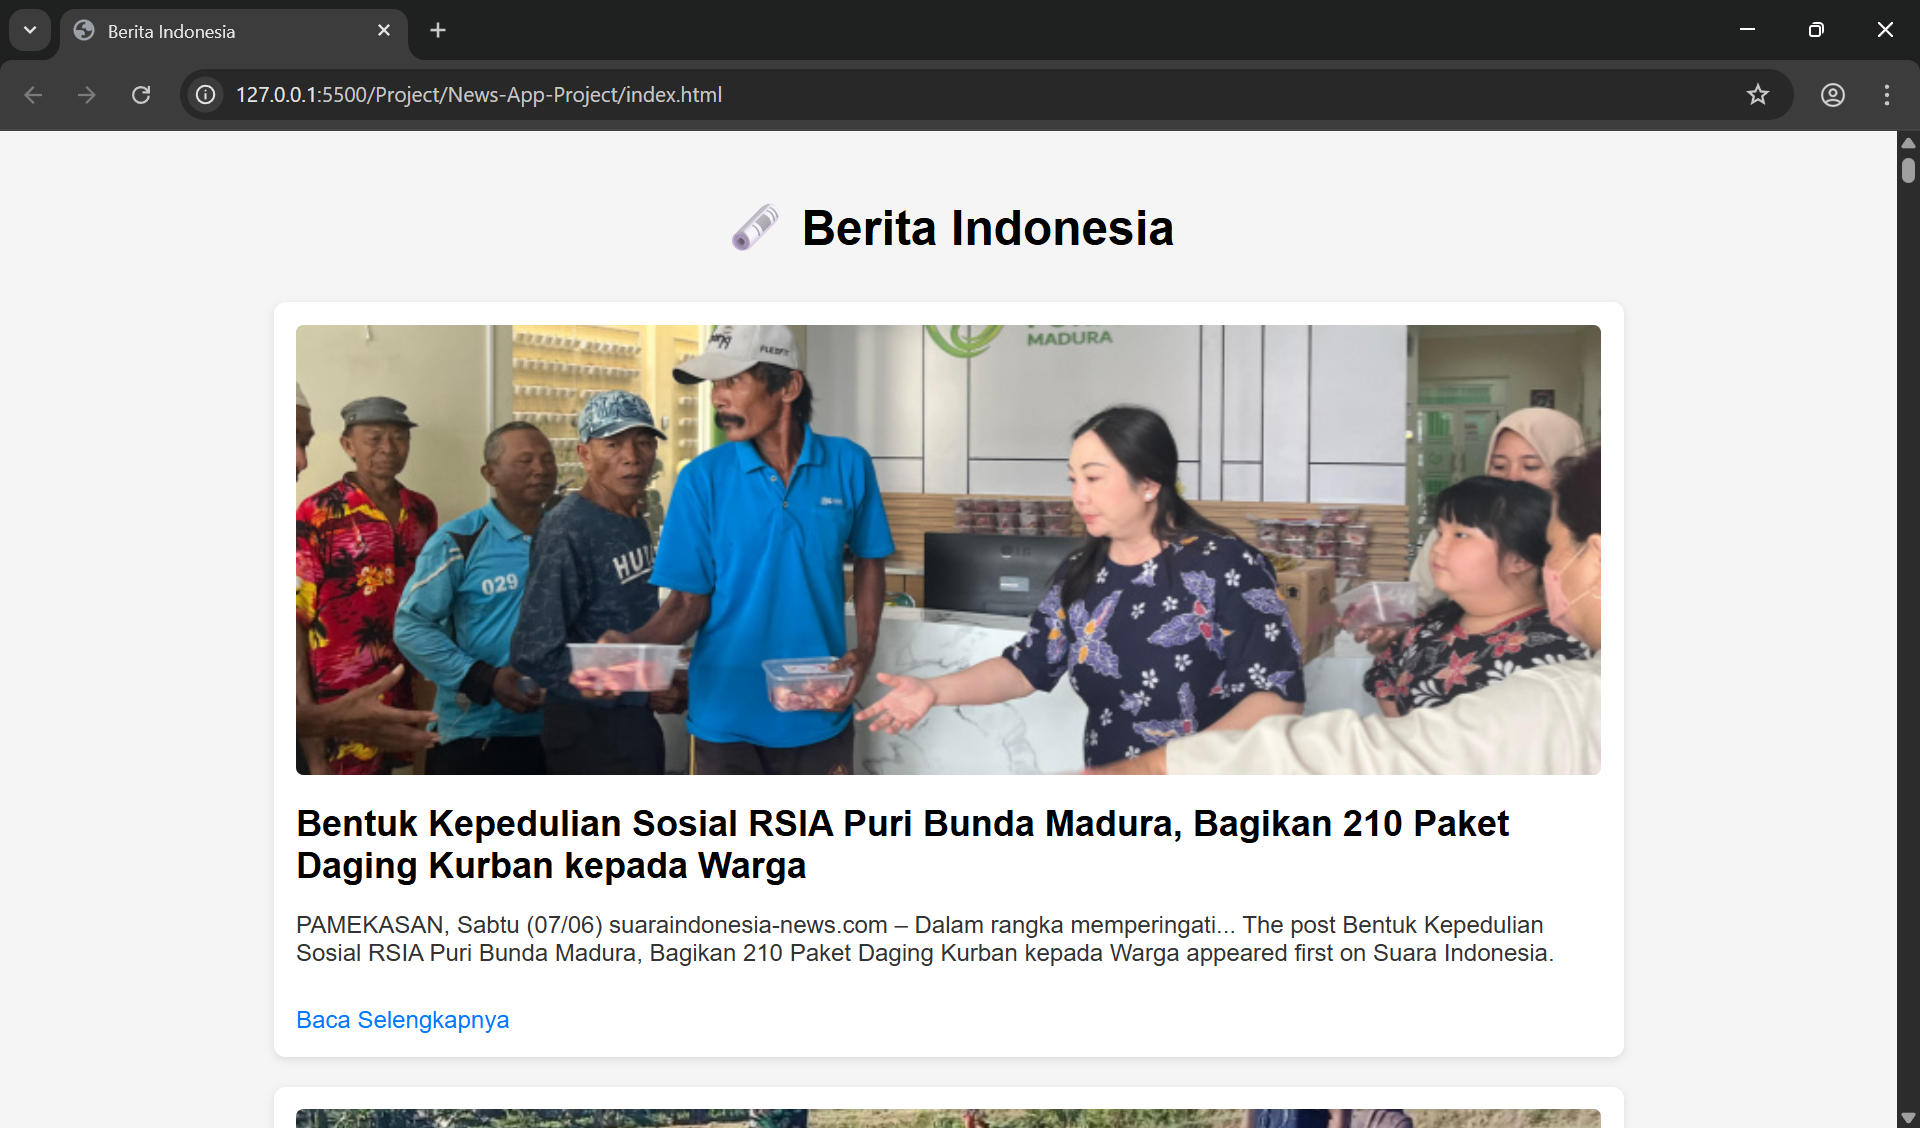 Berita Indonesia
127.0.0.1:5500/Project/News-App-Project/index.html
Berita Indonesia
MADURA
FLEXFIT
029
Bentuk Kepedulian Sosial RSIA Puri Bunda Madura, Bagikan 210 Paket
Daging Kurban kepada Warga
PAMEKASAN, Sabtu (07/06) suaraindonesia-news.com – Dalam rangka memperingati... The post Bentuk Kepedulian
Sosial RSIA Puri Bunda Madura, Bagikan 210 Paket Daging Kurban kepada Warga appeared first on Suara Indonesia.
Baca Selengkapnya